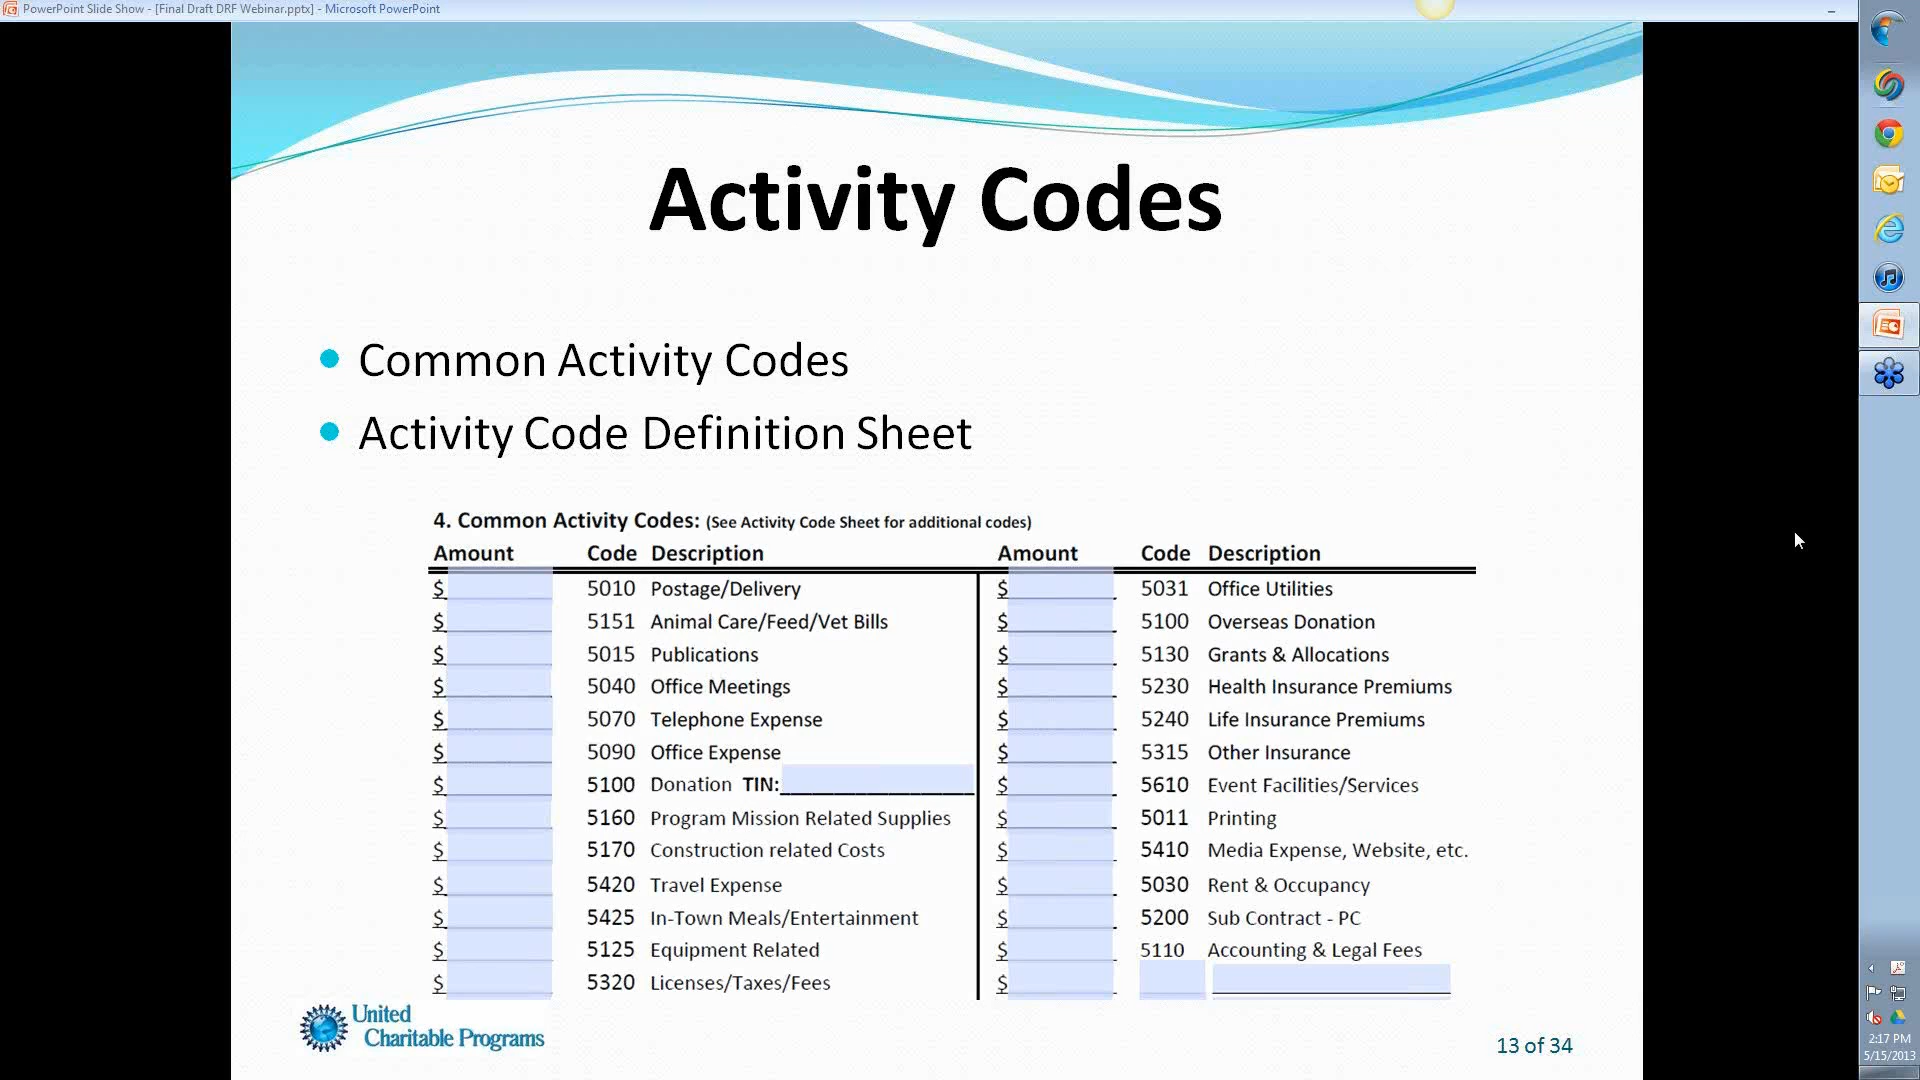 PowerPoint Slide Show - [Final Draft DRF Webinar.pptx] - Microsoft PowerPoint
Activity Codes
Common Activity Codes
Activity Code Definition Sheet
4. Common Activity Codes: (See Activity Code Sheet for additional codes)
Amount Code Description Amount Code Description
$ 5010 Postage/Delivery $ 5031 Office Utilities
$ 5151 Animal Care/Feed/Vet Bills $ 5100 Overseas Donation
$ 5015 Publications $ 5130 Grants & Allocations
$ 5040 Office Meetings $ 5230 Health Insurance Premiums
$ 5070 Telephone Expense $ 5240 Life Insurance Premiums
$ 5090 Office Expense $ 5315 Other Insurance
$ 5100 Donation TIN: $ 5610 Event Facilities/Services
$ 5160 Program Mission Related Supplies $ 5011 Printing
$ 5170 Construction related Costs $ 5410 Media Expense, Website, etc.
$ 5420 Travel Expense $ 5030 Rent & Occupancy
$ 5425 In-Town Meals/Entertainment $ 5200 Sub Contract - PC
$ 5125 Equipment Related $ 5110 Accounting & Legal Fees
$ 5320 Licenses/Taxes/Fees $
United
Charitable Programs
13 of 34
2:17 PM
5/15/2013